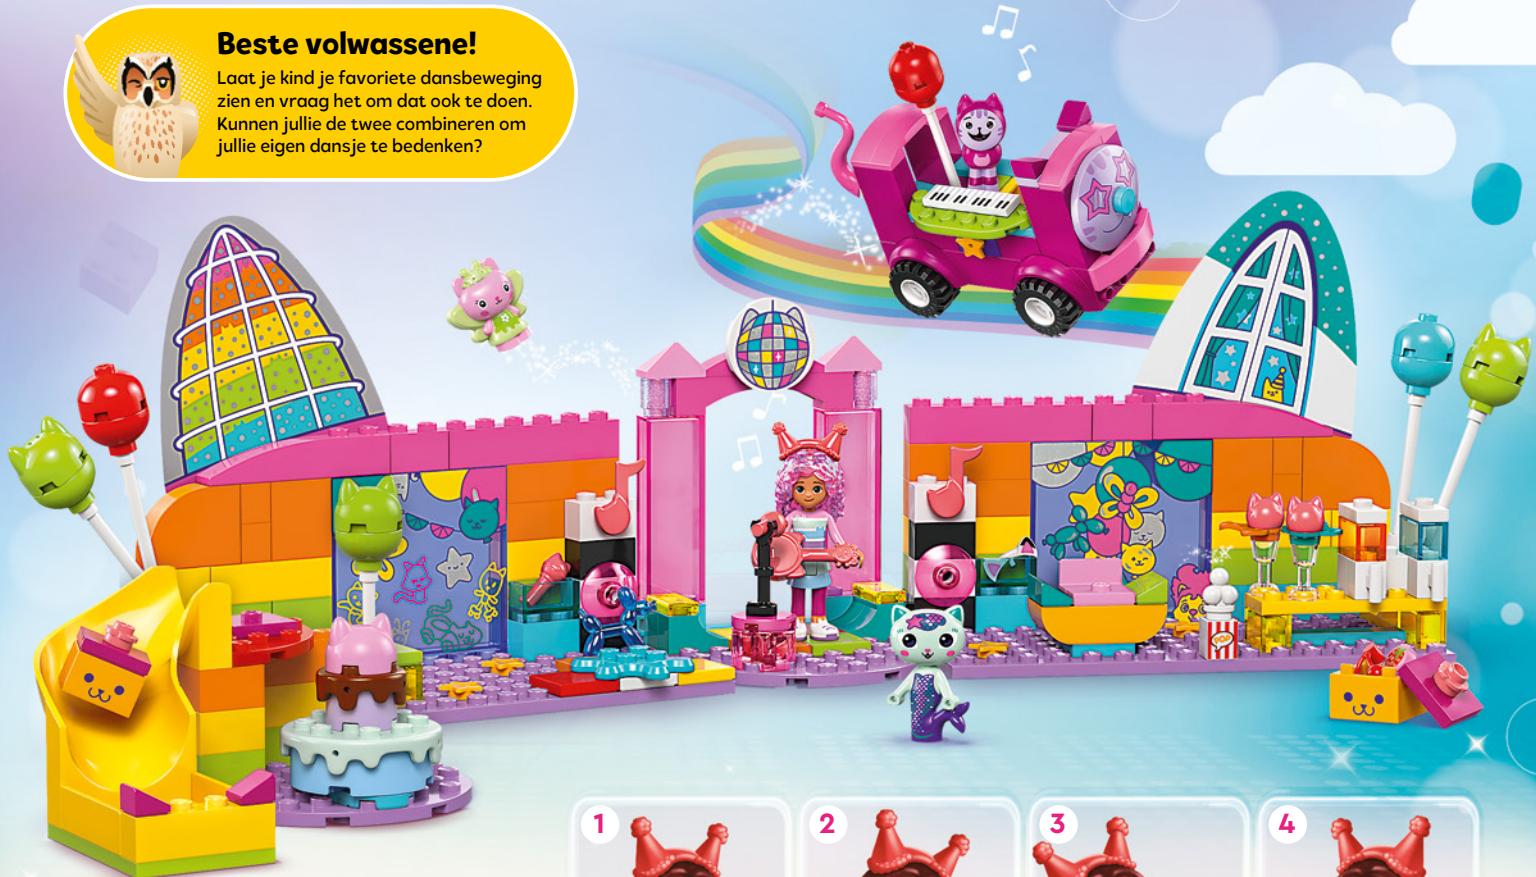 Beste volwassene!
Laat je kind je favoriete dansbeweging
zien en vraag het om dat ook te doen.
Kunnen jullie de twee combineren om
jullie eigen dansje te bedenken?
POP
1
2
3
4